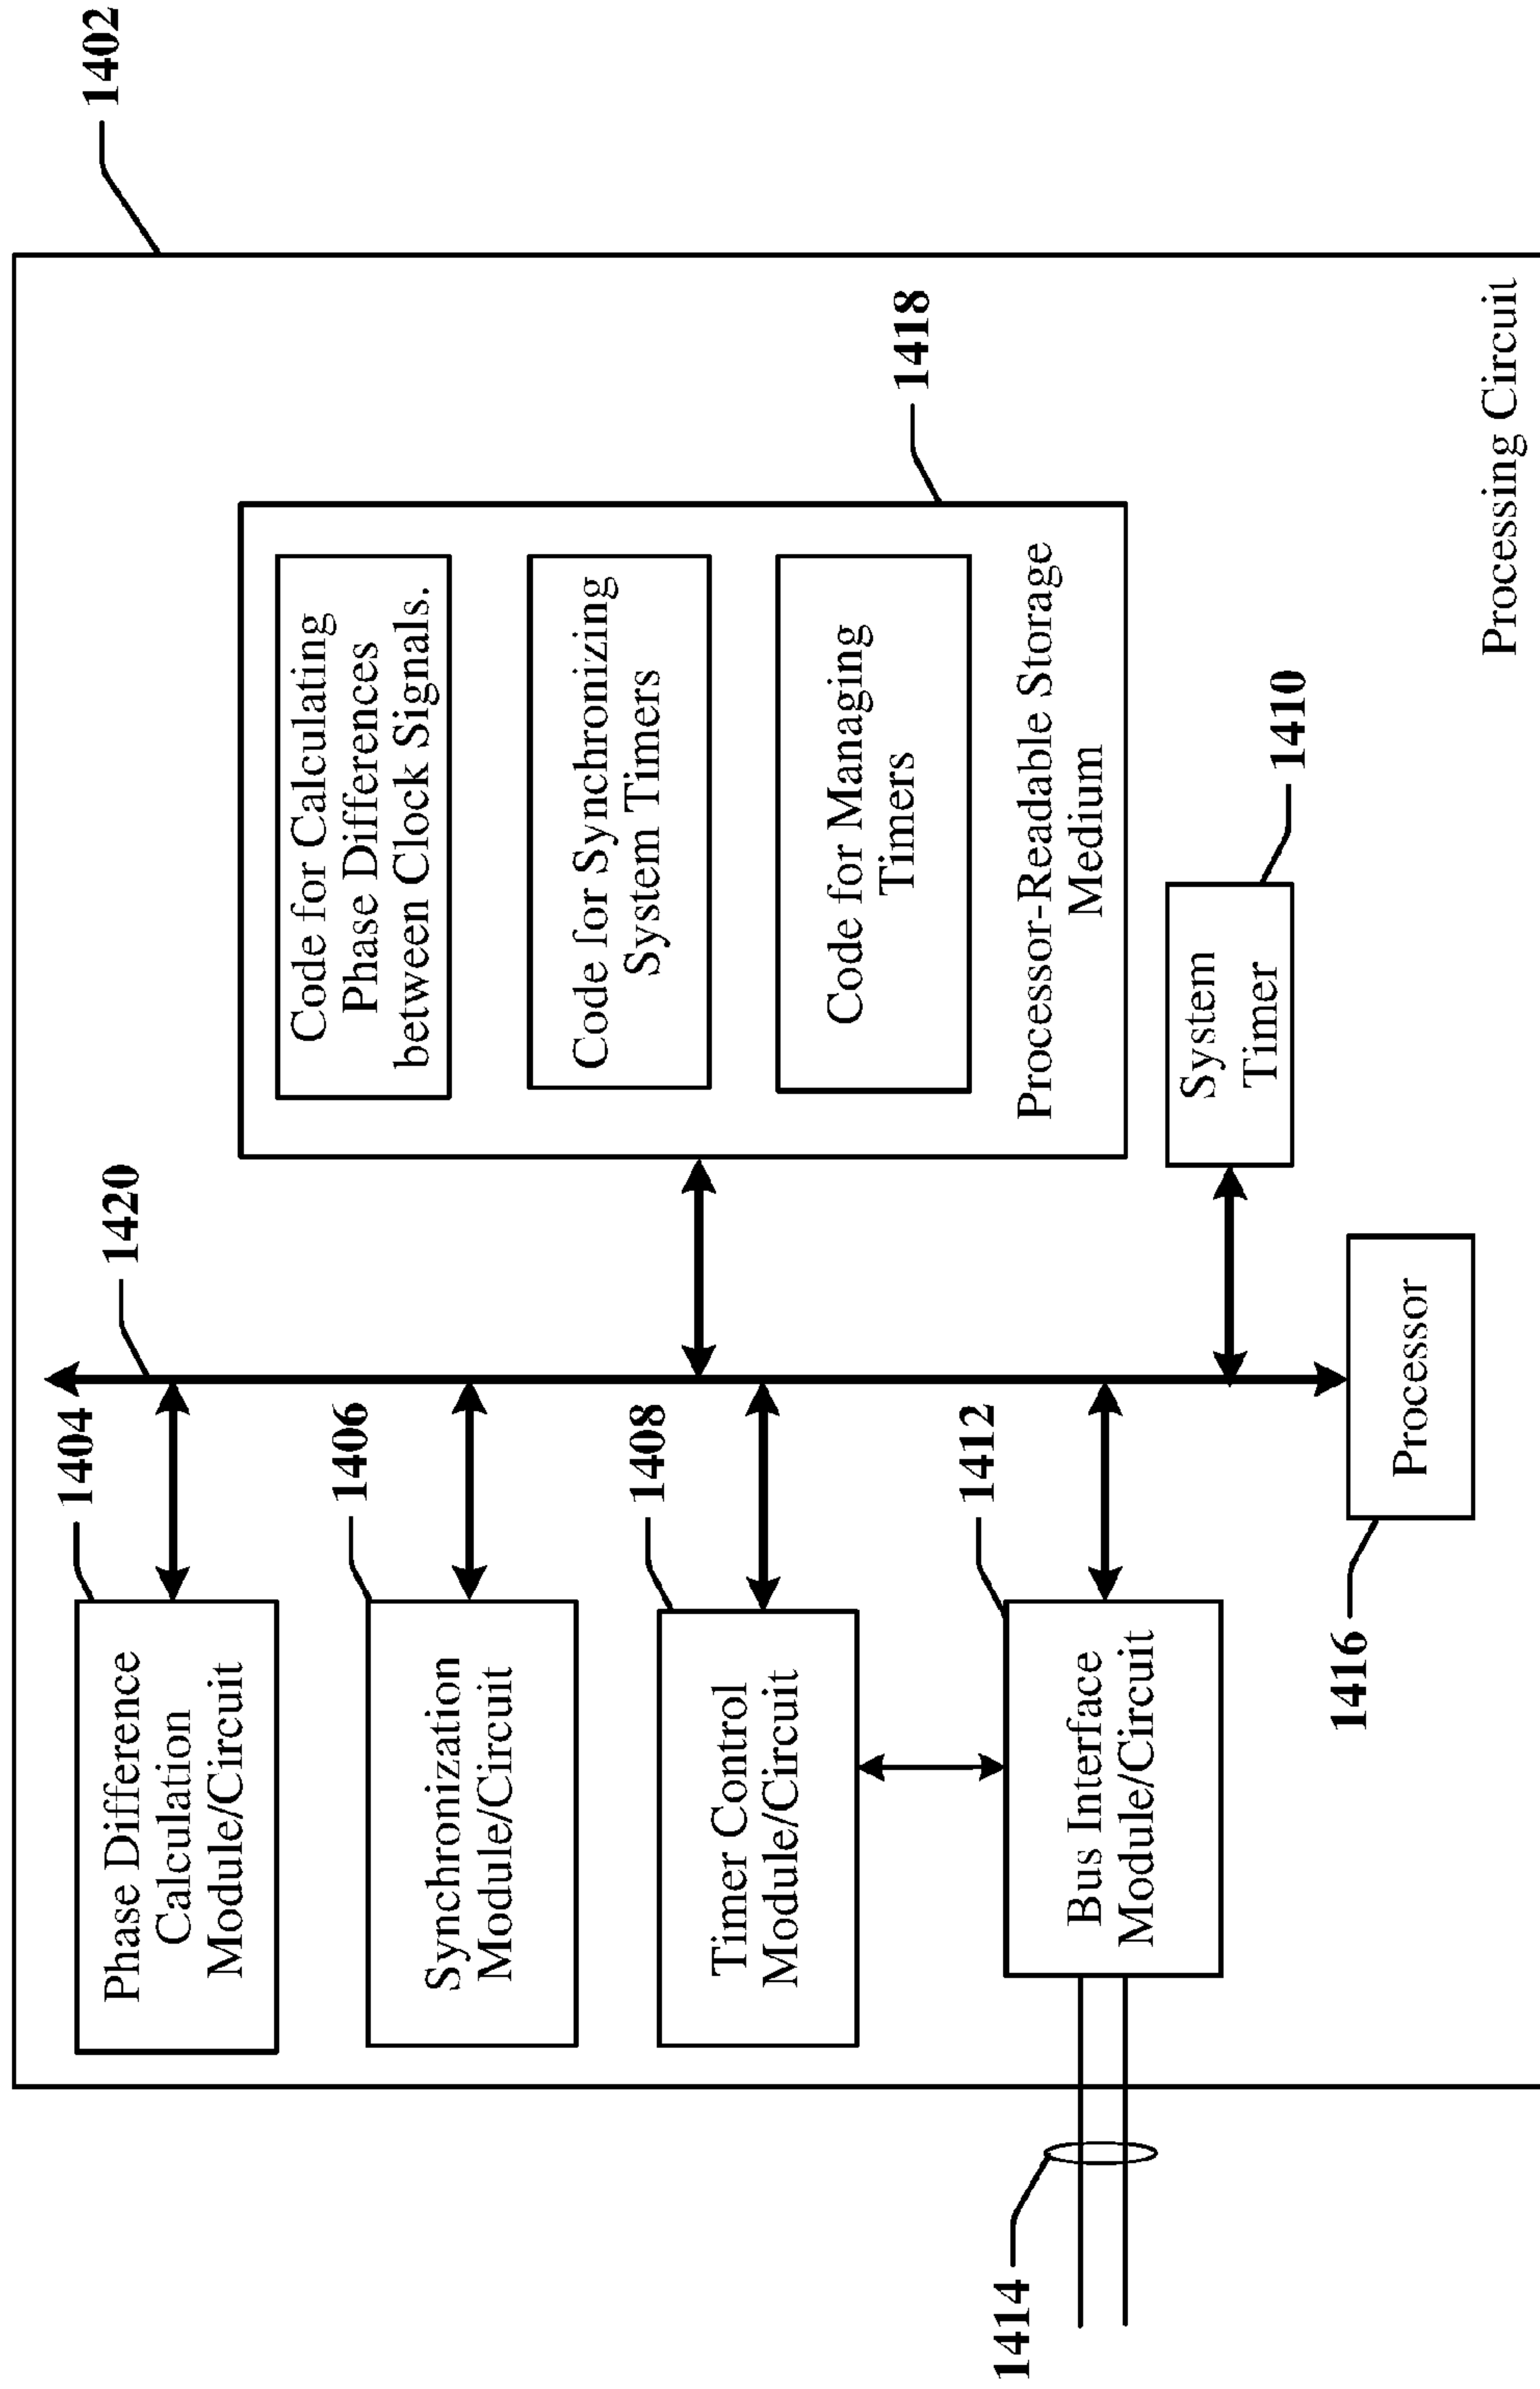 1402
1420
1404
Phase Difference
Calculation
Module/Circuit
1406
Synchronization
Module/Circuit
1408
Timer Control
Module/Circuit
1412
Bus Interface
Module/Circuit
1414
1416
Processor
Code for Calculating
Phase Differences
between Clock Signals.
Code for Synchronizing
System Timers
Code for Managing
Timers
Processor-Readable Storage
Medium
1418
System
Timer
1410
Processing Circuit